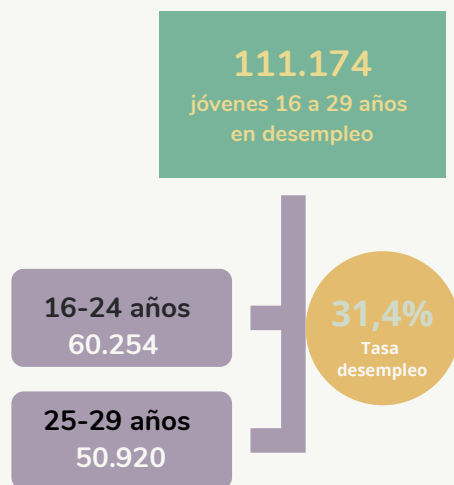 111.174
jóvenes 16 a 29 años
en desempleo
16-24 años
60.254
31,4%
Tasa
desempleo
25-29 años
50.920